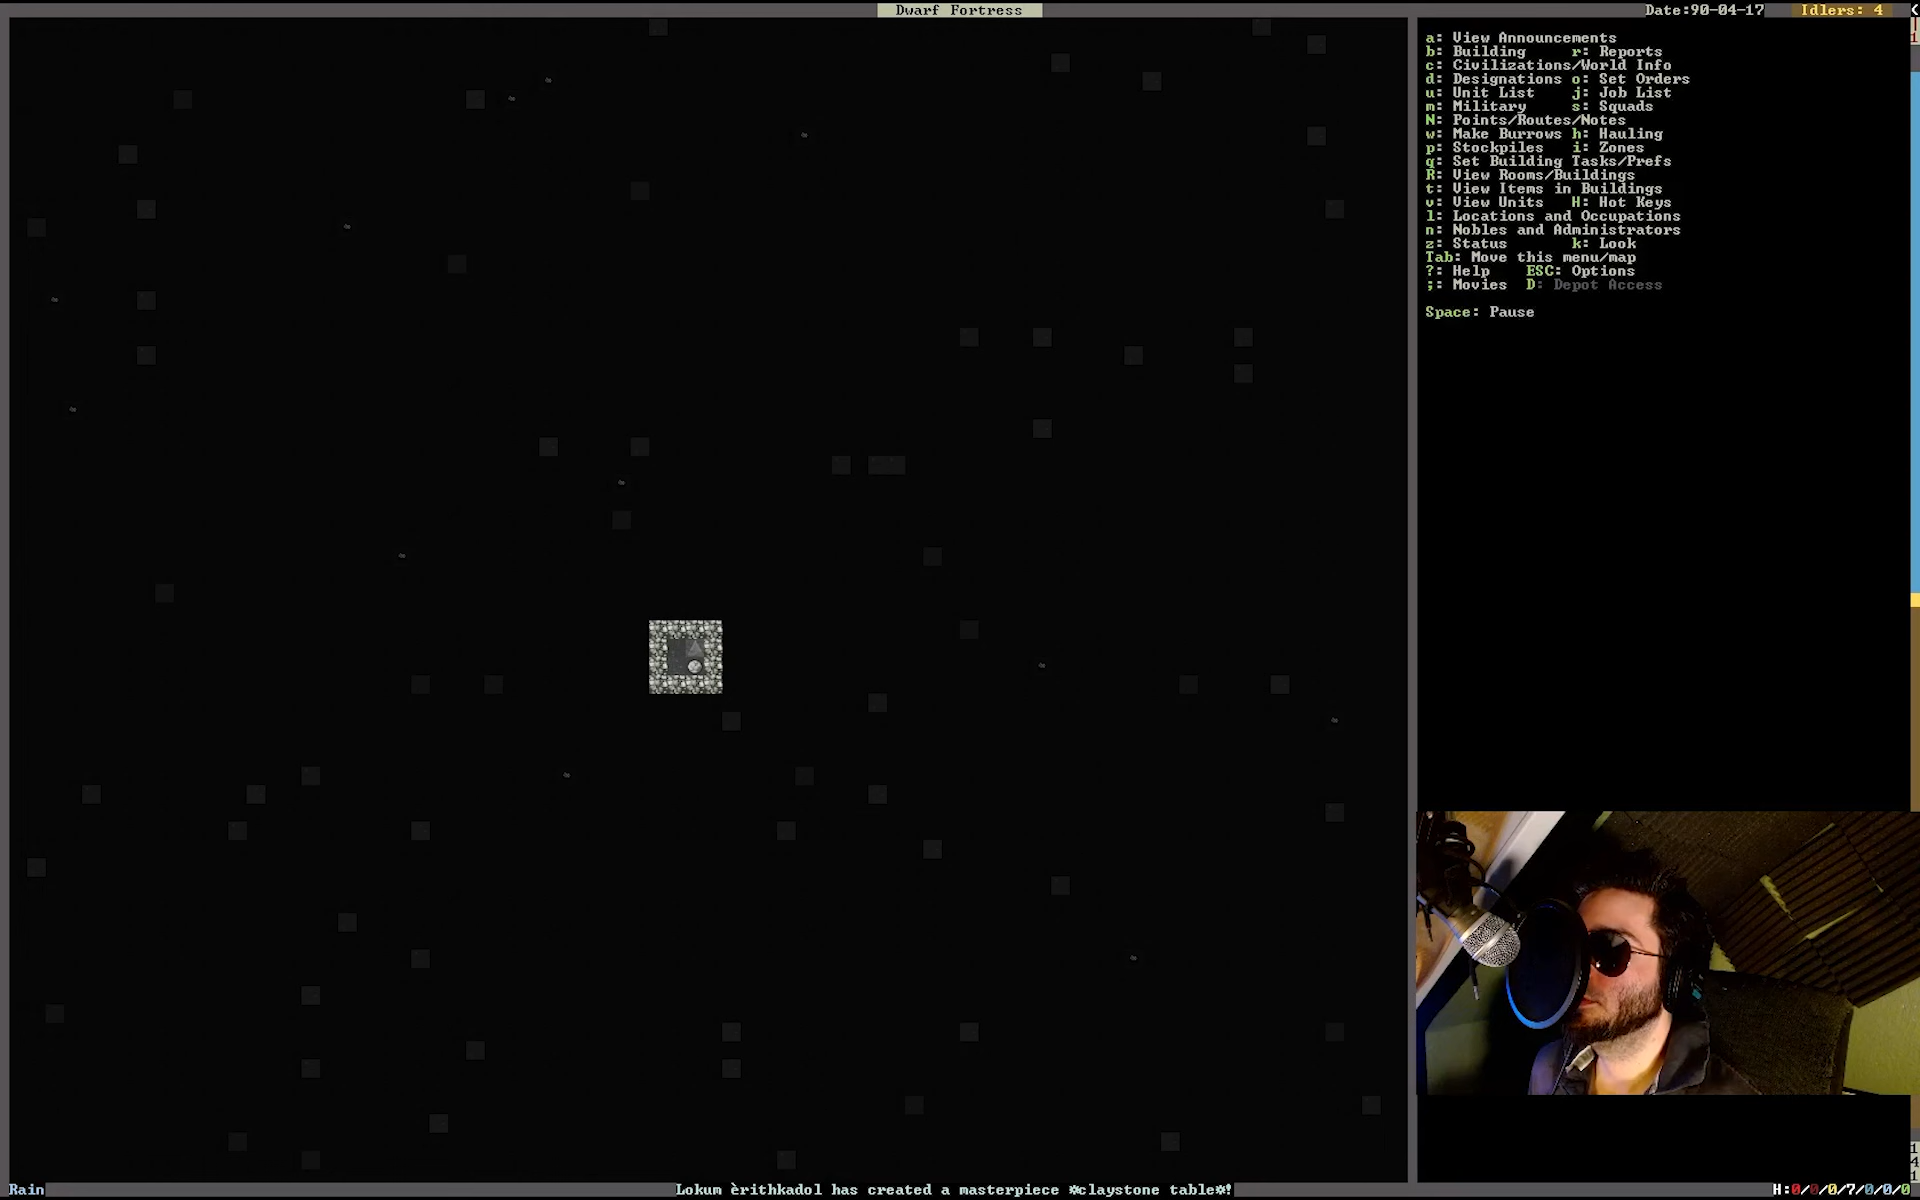 Dwarf Fortress
Date:90-04-17
Idlers: 4
a: View Announcements
b: Building r: Reports
c: Civilizations/World Info
d: Designations o: Set Orders
u: Unit List j: Job List
m: Military s: Squads
N: Points/Routes/Notes
w: Make Burrows h: Hauling
p: Stockpiles i: Zones
q: Set Building Tasks/Prefs
R: View Rooms/Buildings
t: View Items in Buildings
v: View Units H: Hot Keys
l: Locations and Occupations
n: Nobles and Administrators
z: Status k: Look
Tab: Move this menu/map
?: Help ESC: Options
;: Movies D: Depot Access
Space: Pause
Rain
Lokum èrithkadol has created a masterpiece ☼claystone table☼!
H:0/0/0/7/0/0/0